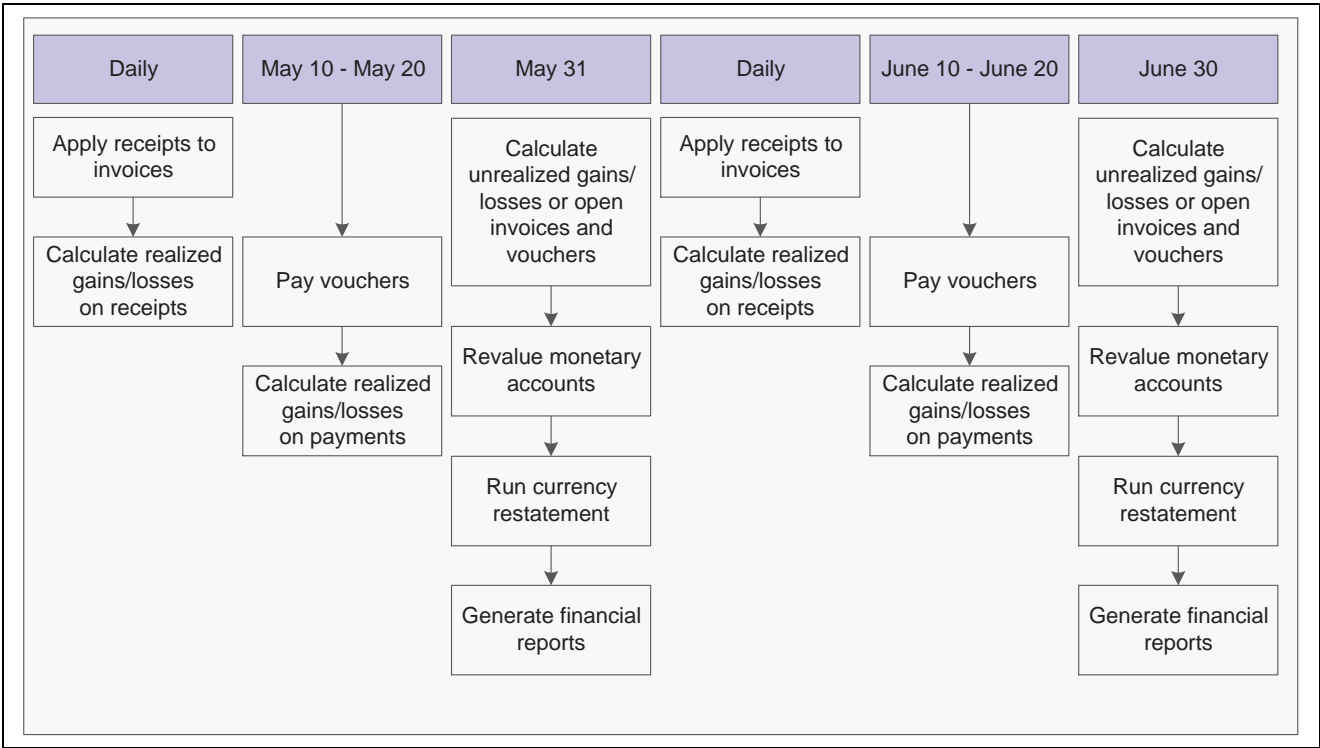 Daily
May 10 - May 20
May 31
Daily
June 10 - June 20
June 30
Apply receipts to
invoices
Calculate realized
gains/losses
on receipts
Pay vouchers
Calculate realized
gains/losses
on payments
Calculate
unrealized gains/
losses or open
invoices and
vouchers
Revalue monetary
accounts
Run currency
restatement
Generate financial
reports
Apply receipts to
invoices
Calculate realized
gains/losses
on receipts
Pay vouchers
Calculate realized
gains/losses
on payments
Calculate
unrealized gains/
losses or open
invoices and
vouchers
Revalue monetary
accounts
Run currency
restatement
Generate financial
reports